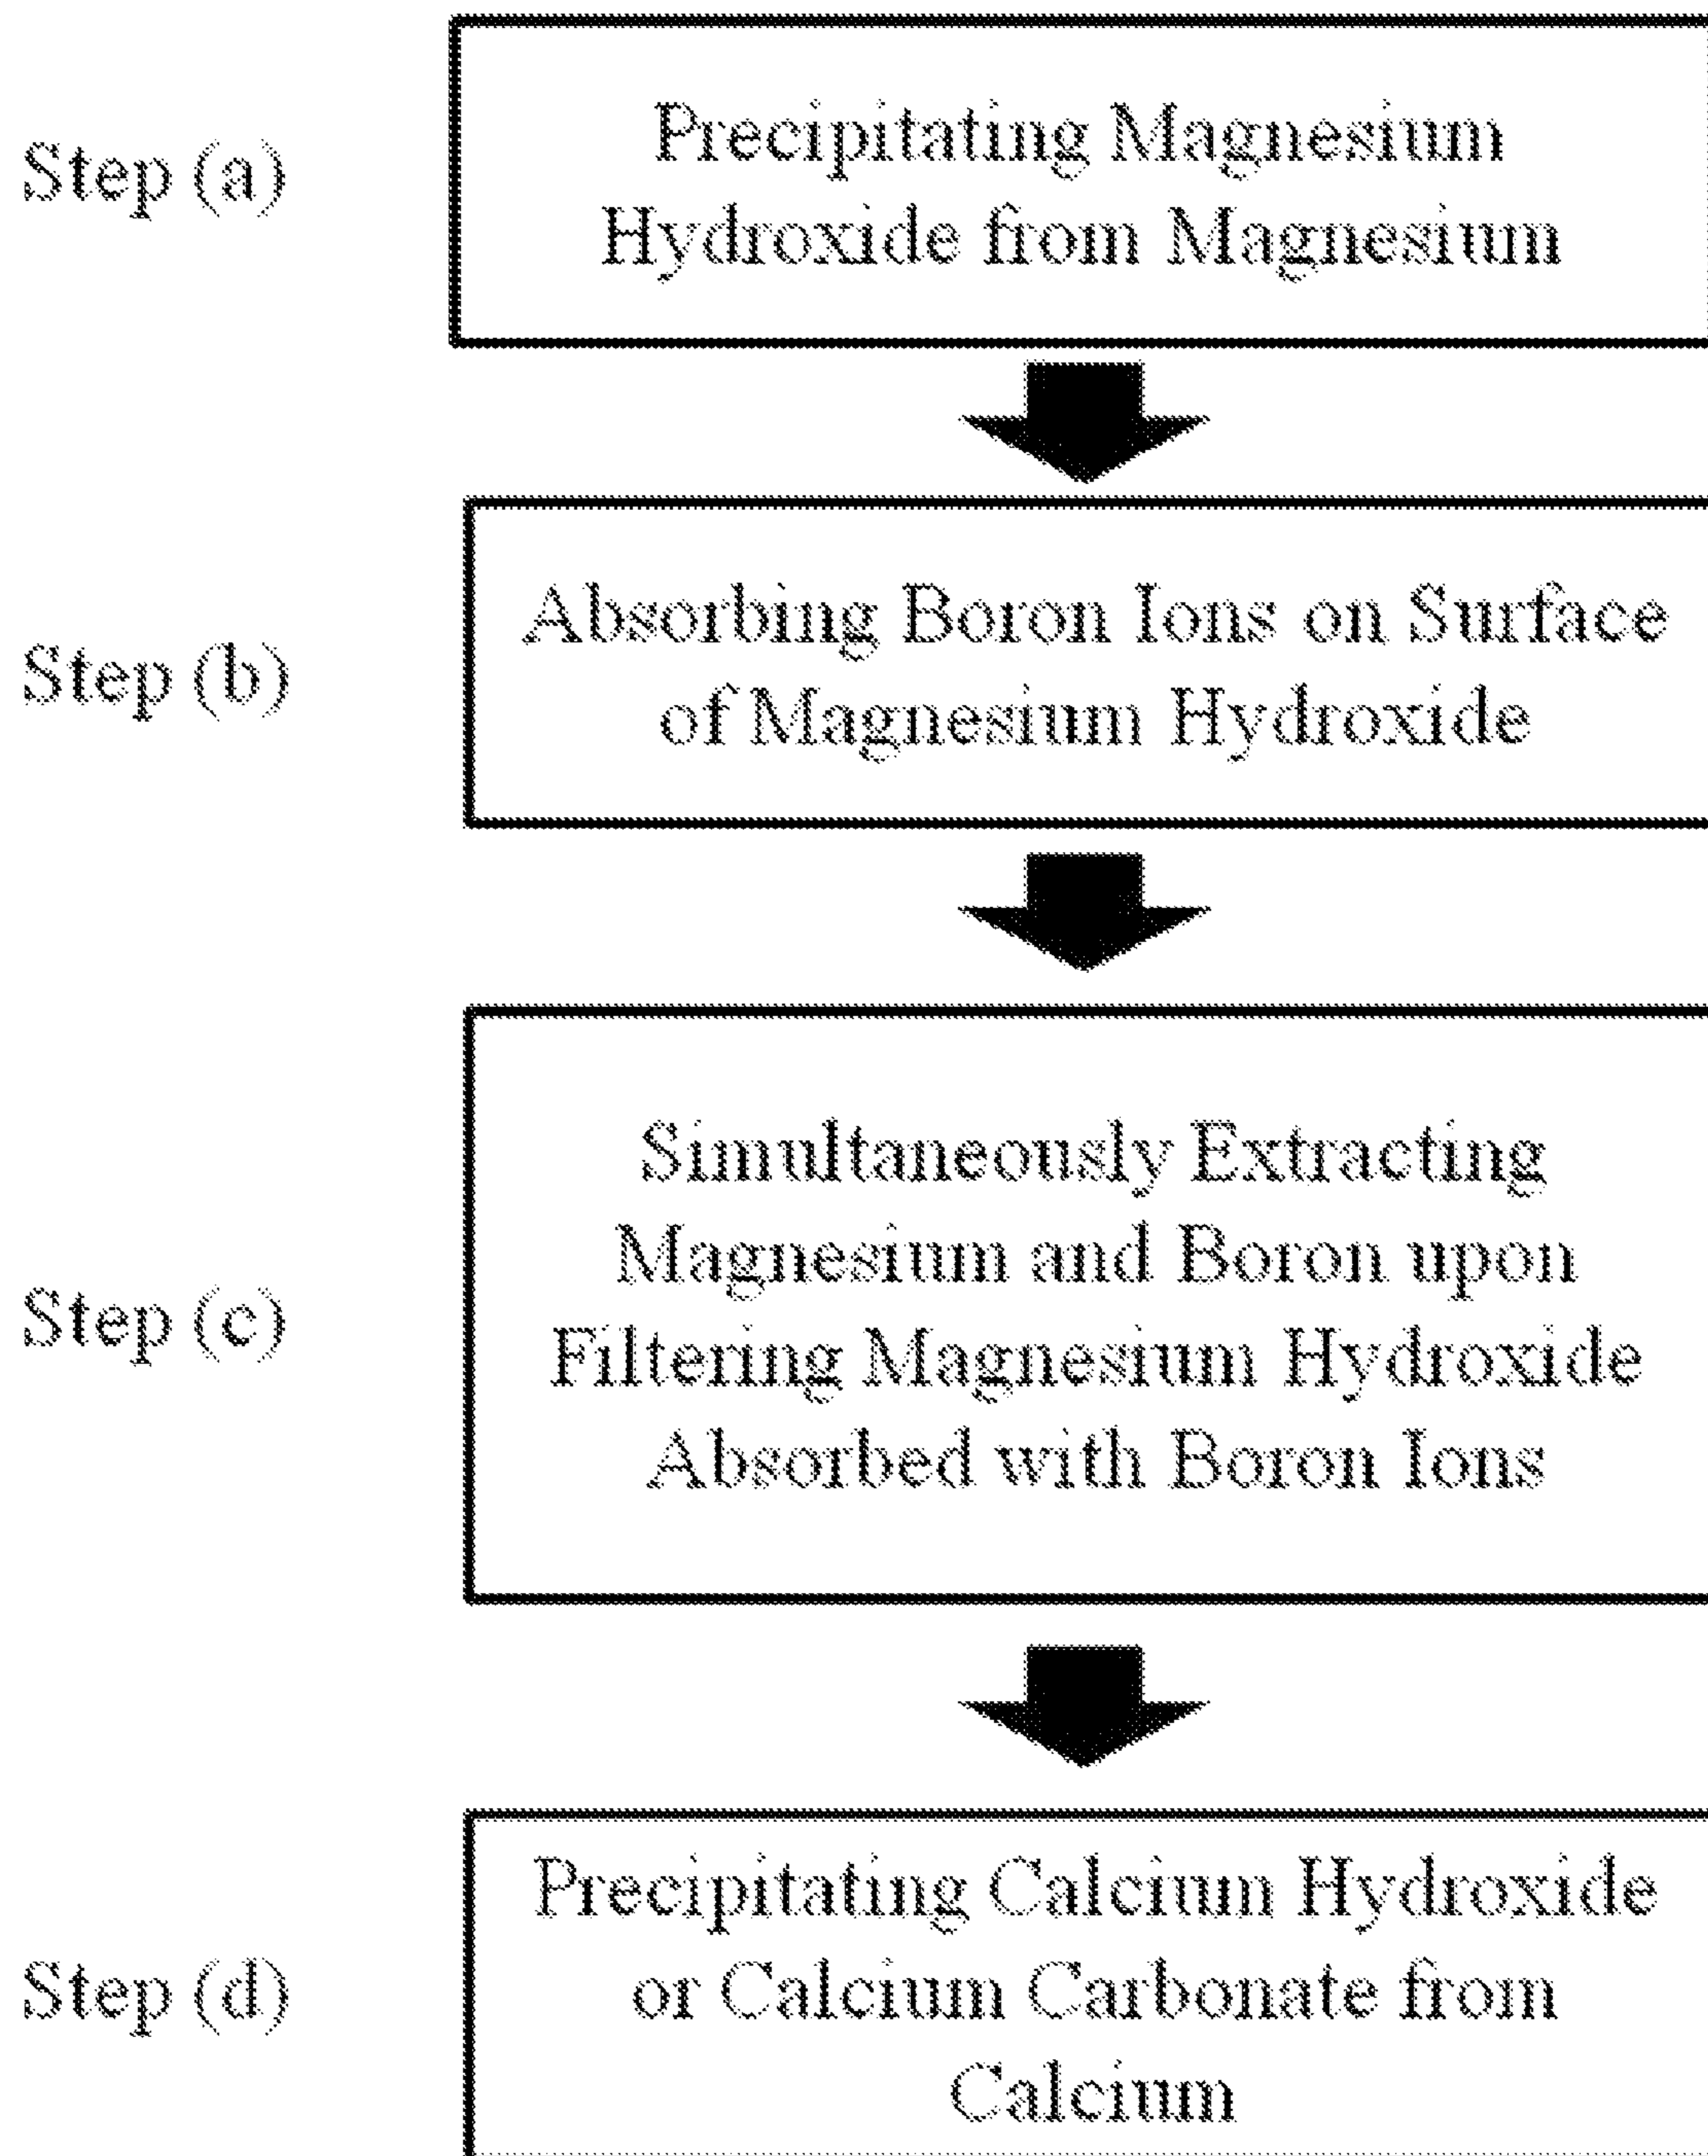 Step (a)
Precipitating Magnesium
Hydroxide from Magnesium
Step (b)
Absorbing Boron Ions on Surface
of Magnesium Hydroxide
Step (c)
Simultaneously Extracting
Magnesium and Boron upon
Filtering Magnesium Hydroxide
Absorbed with Boron Ions
Step (d)
Precipitating Calcium Hydroxide
or Calcium Carbonate from
Calcium